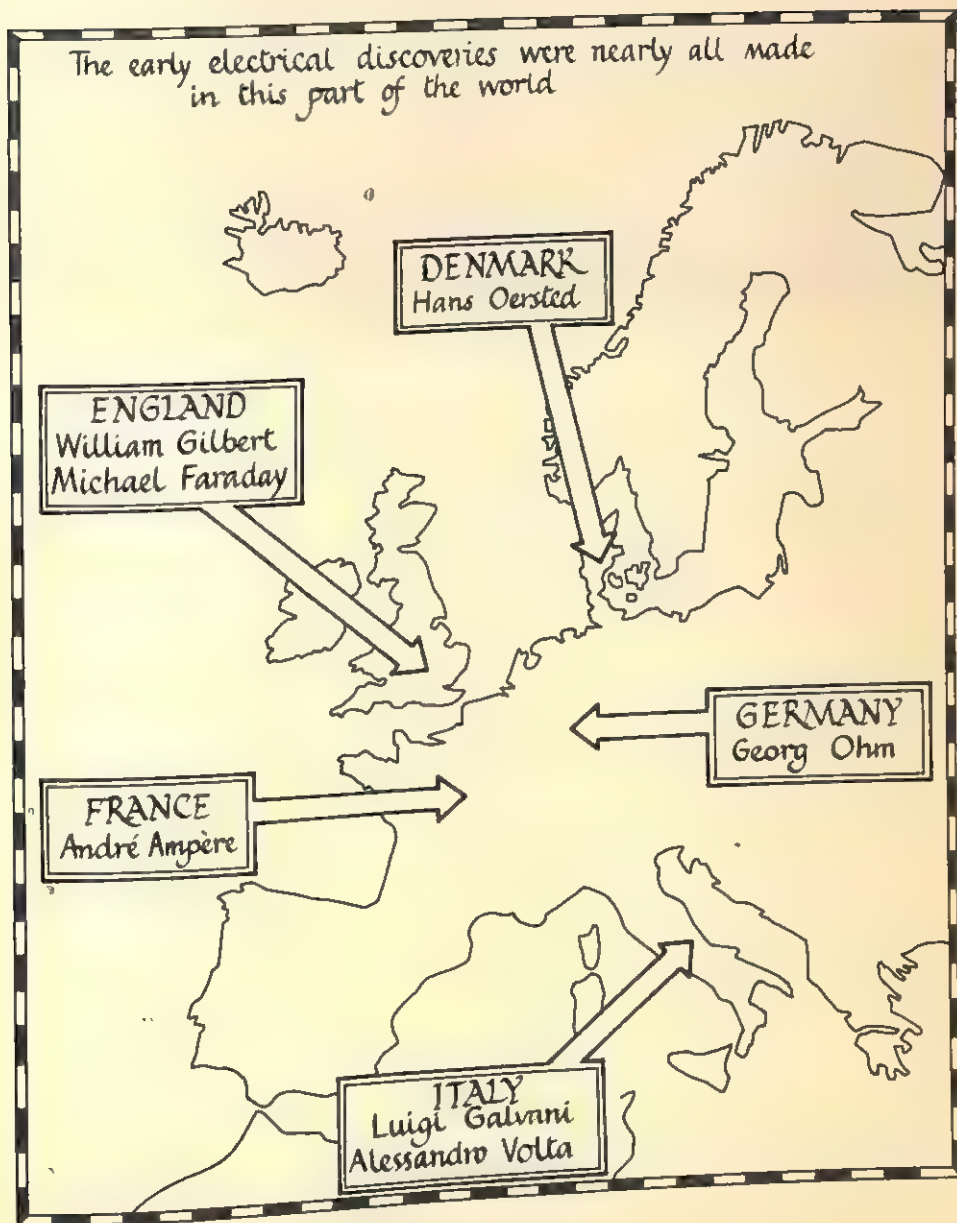 The early electrical discoveries were nearly all made
in this part of the world
DENMARK
Hans Oersted
ENGLAND
William Gilbert
Michael Faraday
GERMANY
Georg Ohm
FRANCE
André Ampère
ITALY
Luigi Galvani
Alessandro Volta